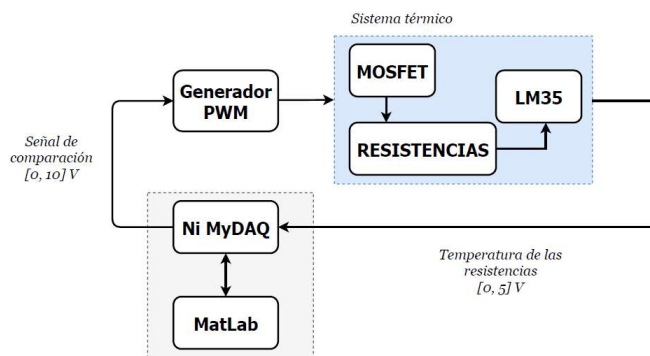 Sistema térmico
MOSFET
Generador
PWM
LM35
RESISTENCIAS
Señal de
comparación
[0, 10] V
Ni MyDAQ
Temperatura de las
resistencias
[0, 5] V
MatLab